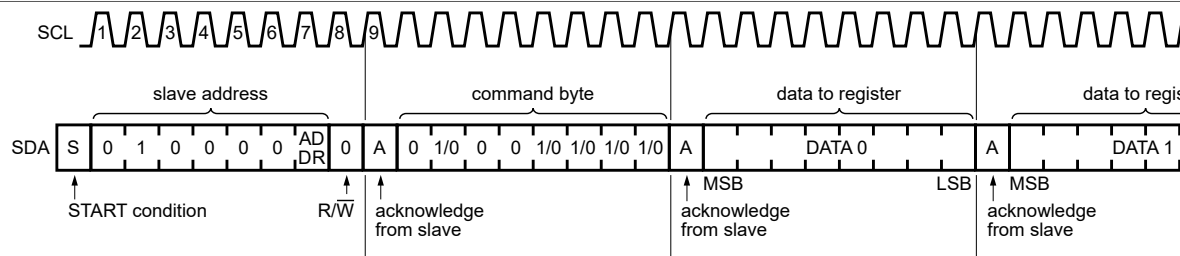 SCL 1 2 3 4 5 6 7 8 9
slave address command byte data to register data to regis
SDA S 0 1 0 0 0 0 AD DR 0 A 0 1/0 0 0 1/0 1/0 1/0 1/0 A DATA 0 A DATA 1
MSB LSB MSB
START condition R/W̅ acknowledge from slave acknowledge from slave acknowledge from slave